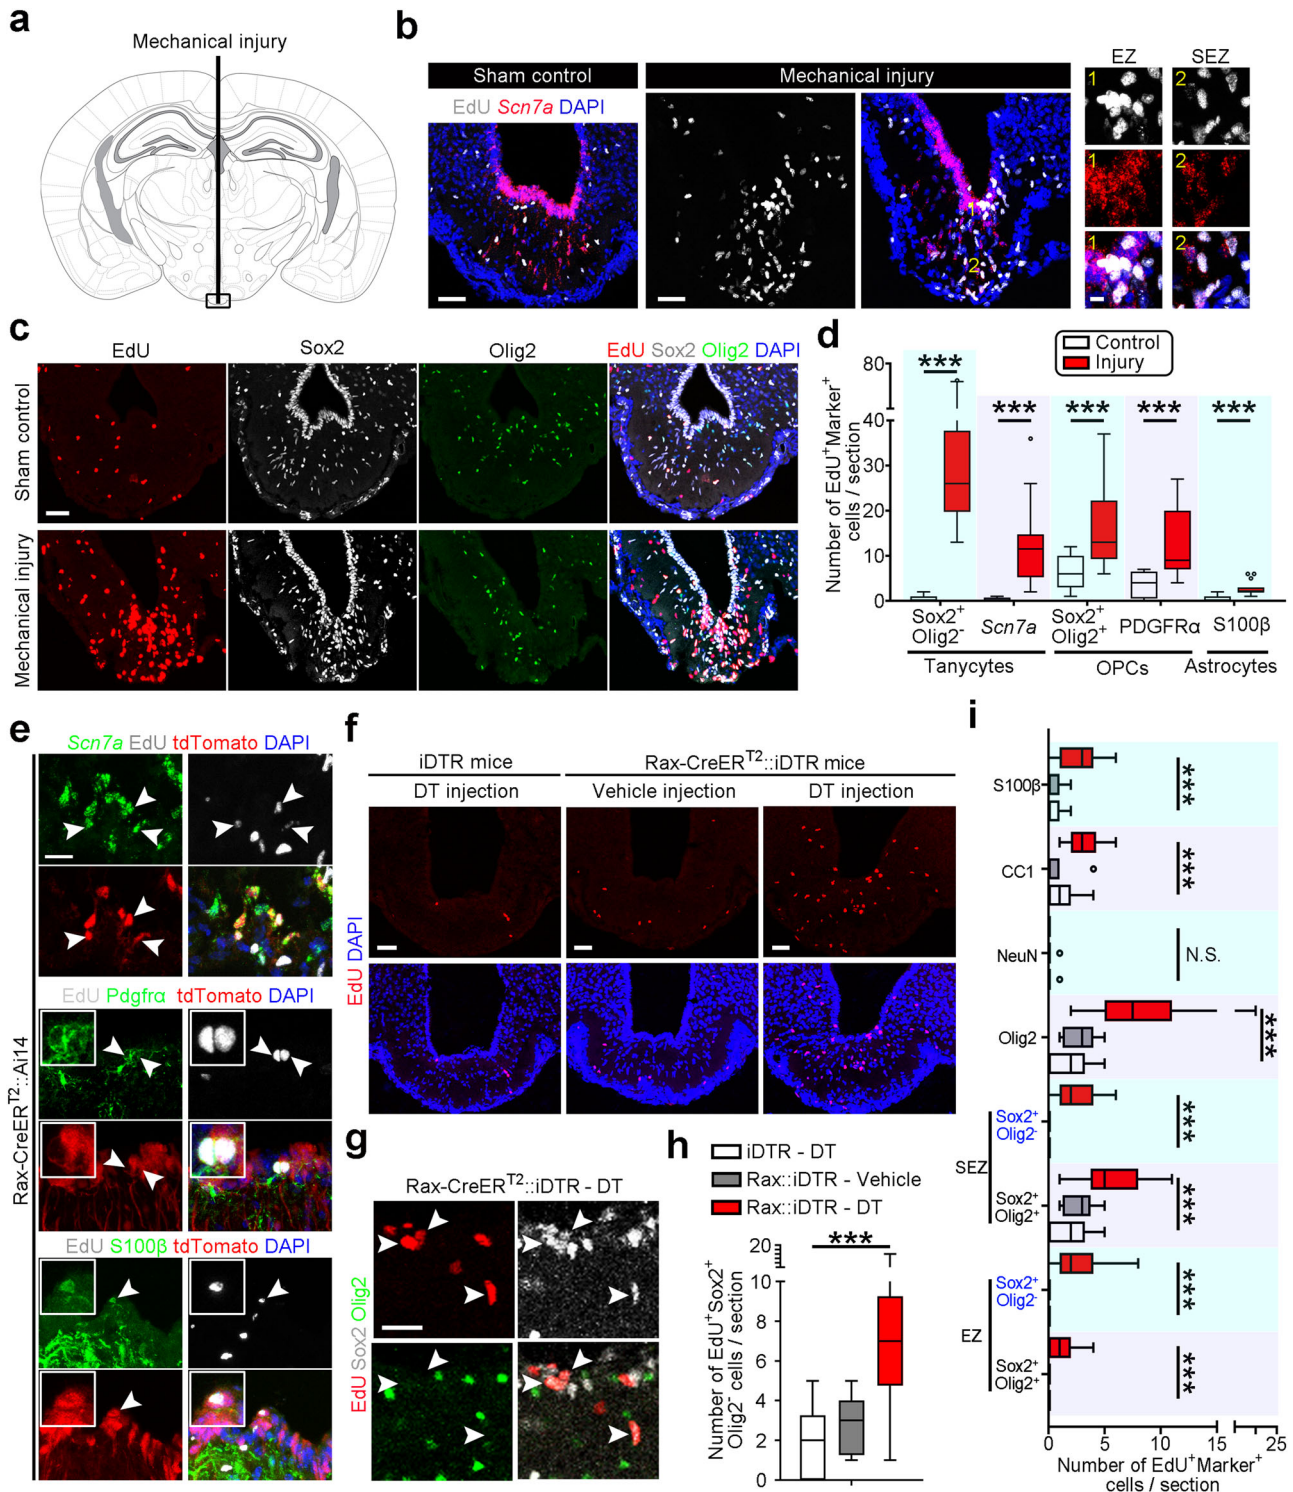 a
Mechanical injury
b
Sham control
Mechanical injury
EdU Scn7a DAPI
1
2
EZ
SEZ
1
2
1
2
1
2
c
EdU
Sox2
Olig2
EdU Sox2 Olig2 DAPI
Sham control
Mechanical injury
d
Control
Injury
Number of EdU⁺Marker⁺
cells / section
80
40
30
20
10
0
***
***
***
***
***
Sox2⁺
Olig2⁻
Scn7a
Sox2⁺
Olig2⁺
PDGFRα
S100β
Tanycytes
OPCs
Astrocytes
e
Rax-CreERᵀ²::Ai14
Scn7a EdU tdTomato DAPI
EdU Pdgfrα tdTomato DAPI
EdU S100β tdTomato DAPI
f
iDTR mice
Rax-CreERᵀ²::iDTR mice
DT injection
Vehicle injection
DT injection
EdU DAPI
g
Rax-CreERᵀ²::iDTR - DT
EdU Sox2 Olig2
h
iDTR - DT
Rax::iDTR - Vehicle
Rax::iDTR - DT
Number of EdU⁺Sox2⁺
Olig2⁻ cells / section
20
10
8
6
4
2
0
***
i
S100β
***
CC1
***
NeuN
N.S.
Olig2
***
SEZ
Sox2⁺
Olig2⁻
***
Sox2⁺
Olig2⁺
***
EZ
Sox2⁺
Olig2⁻
***
Sox2⁺
Olig2⁺
***
0 5 10 15 25
Number of EdU⁺Marker⁺
cells / section